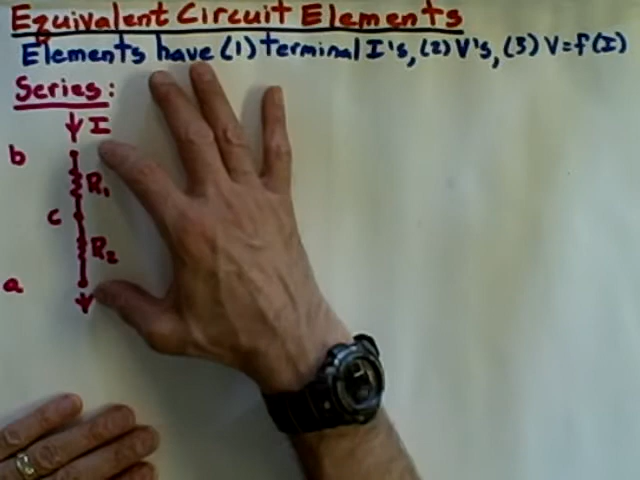 Equivalent Circuit Elements
Elements have (1) terminal I's, (2) V's, (3) V=f(I)
Series:
I
b
R1
c
R2
a